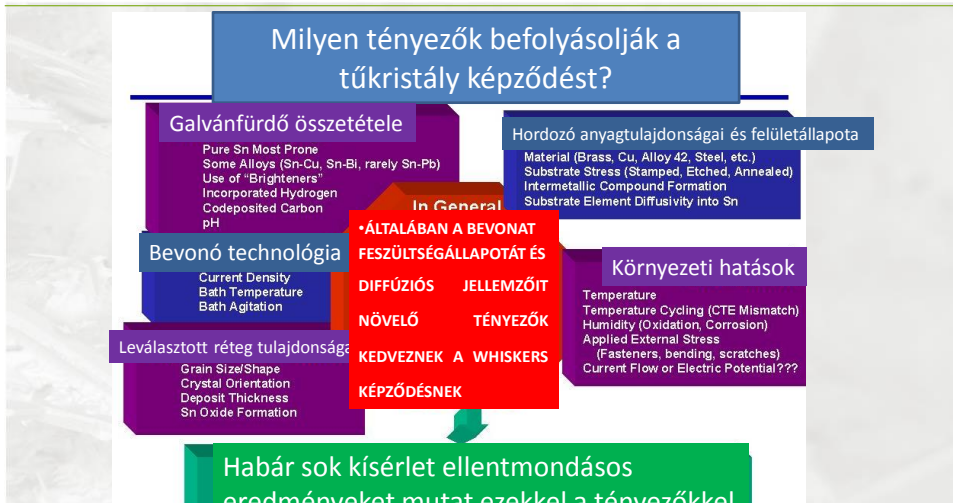 Milyen tényezők befolyásolják a
tűkristály képződést?
Galvánfürdő összetétele
Pure Sn Most Prone
Some Alloys (Sn-Cu, Sn-Bi, rarely Sn-Pb)
Use of "Brighteners"
Incorporated Hydrogen
Codeposited Carbon
pH
Hordozó anyagtulajdonságai és felületállapota
Material (Brass, Cu, Alloy 42, Steel, etc.)
Substrate Stress (Stamped, Etched, Annealed)
Intermetallic Compound Formation
Substrate Element Diffusivity into Sn
In General
•ÁLTALÁBAN A BEVONAT
FESZÜLTSÉGÁLLAPOTÁT ÉS
DIFFÚZIÓS JELLEMZŐIT
NÖVELŐ TÉNYEZŐK
KEDVEZNEK A WHISKERS
KÉPZŐDÉSNEK
Bevonó technológia
Current Density
Bath Temperature
Bath Agitation
Környezeti hatások
Temperature
Temperature Cycling (CTE Mismatch)
Humidity (Oxidation, Corrosion)
Applied External Stress
(Fasteners, bending, scratches)
Current Flow or Electric Potential???
Leválasztott réteg
Grain Size/Shape
Crystal Orientation
Deposit Thickness
Sn Oxide Formation
Habár sok kísérlet ellentmondásos
eredményeket mutat ezekkel a tényezőkkel